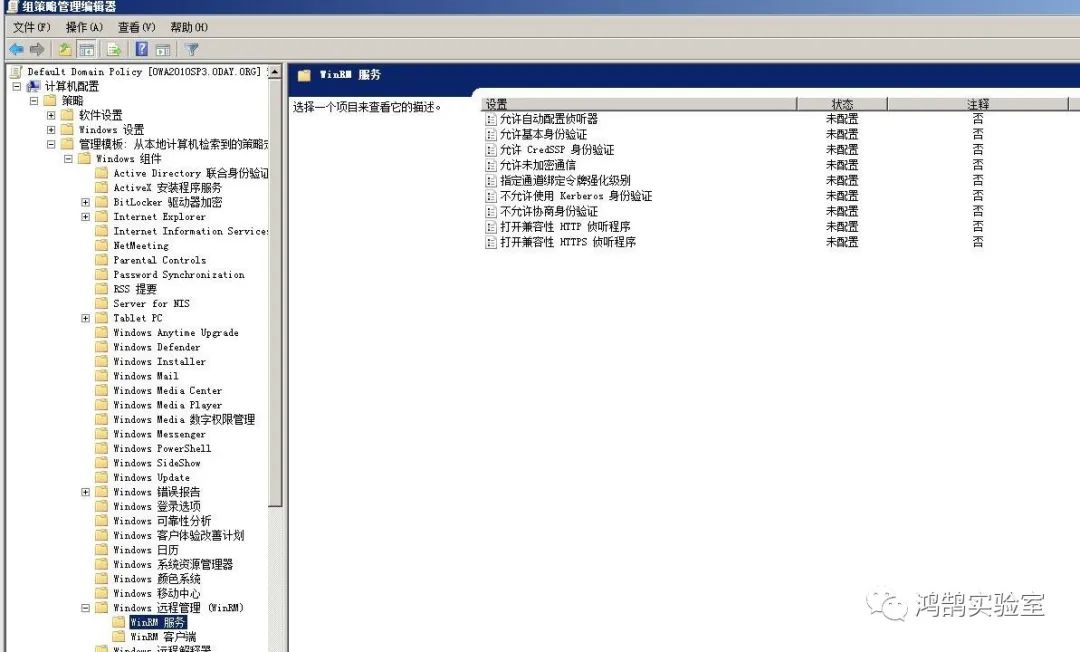 组策略管理编辑器
文件(F) 操作(A) 查看(V) 帮助(H)
Default Domain Policy [OWA2010SP3.0DAY.ORG]
计算机配置
策略
软件设置
Windows 设置
管理模板: 从本地计算机检索到的策略
Windows 组件
Active Directory 联合身份验证
ActiveX 安装程序服务
BitLocker 驱动器加密
Internet Explorer
Internet Information Services
NetMeeting
Parental Controls
Password Synchronization
RSS 提要
Server for NIS
Tablet PC
Windows Anytime Upgrade
Windows Defender
Windows Installer
Windows Mail
Windows Media Center
Windows Media Player
Windows Media 数字权限管理
Windows Messenger
Windows PowerShell
Windows SideShow
Windows Update
Windows 错误报告
Windows 登录选项
Windows 可靠性分析
Windows 客户体验改善计划
Windows 日历
Windows 系统资源管理器
Windows 颜色系统
Windows 移动中心
Windows 远程管理 (WinRM)
WinRM 服务
WinRM 客户端
Windows 远程解释器
WinRM 服务
选择一个项目来查看它的描述。
设置 状态 注释
允许自动配置侦听器 未配置 否
允许基本身份验证 未配置 否
允许 CredSSP 身份验证 未配置 否
允许未加密通信 未配置 否
指定通道绑定令牌强化级别 未配置 否
不允许使用 Kerberos 身份验证 未配置 否
不允许协商身份验证 未配置 否
打开兼容性 HTTP 侦听程序 未配置 否
打开兼容性 HTTPS 侦听程序 未配置 否
鸿鹄实验室